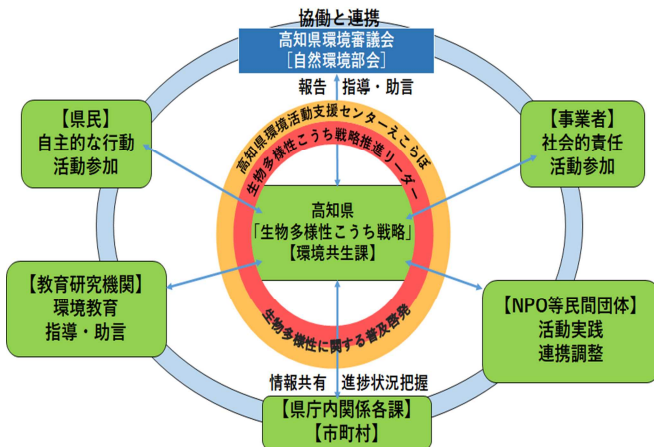 協働と連携
高知県環境審議会
[自然環境部会]
報告 指導・助言
【県民】
自主的な行動
活動参加
【事業者】
社会的責任
活動参加
高知県環境活動支援センターえこらぼ
生物多様性こうち戦略推進リーダー
高知県
「生物多様性こうち戦略」
【環境共生課】
【教育研究機関】
環境教育
指導・助言
【NPO等民間団体】
活動実践
連携調整
生物多様性に関する普及啓発
情報共有 進捗状況把握
【県庁内関係各課】
【市町村】